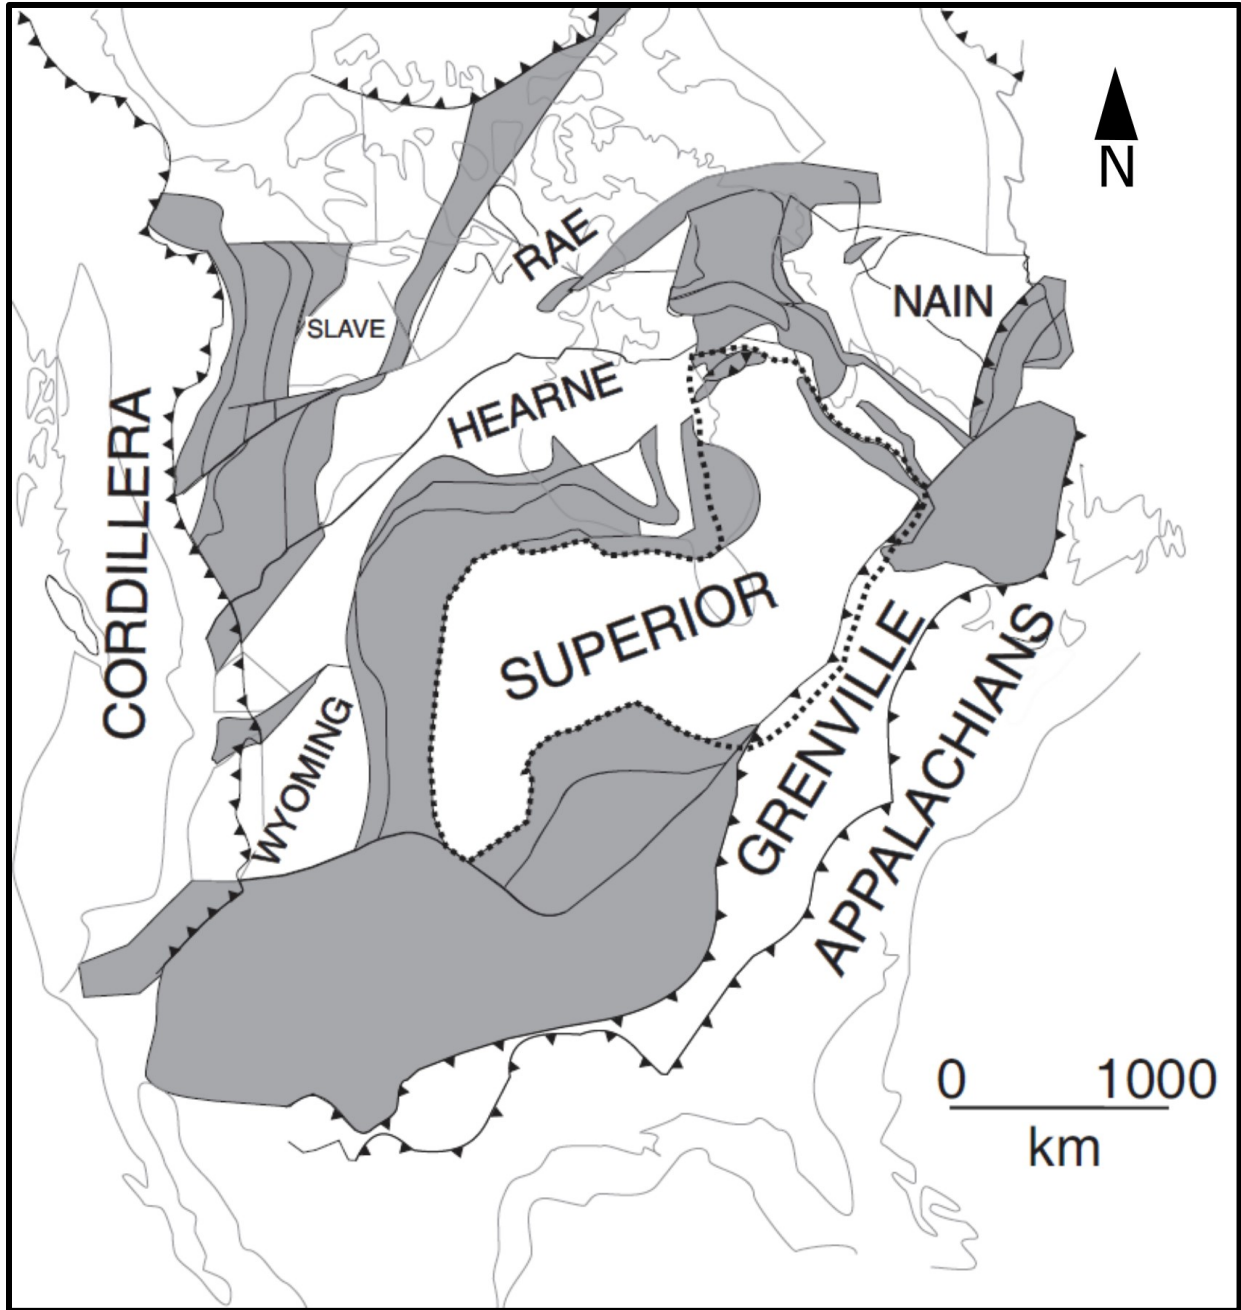 N
RAE
NAIN
SLAVE
HEARNE
CORDILLERA
SUPERIOR
WYOMING
GRENVILLE
APPALACHIANS
0 1000
km